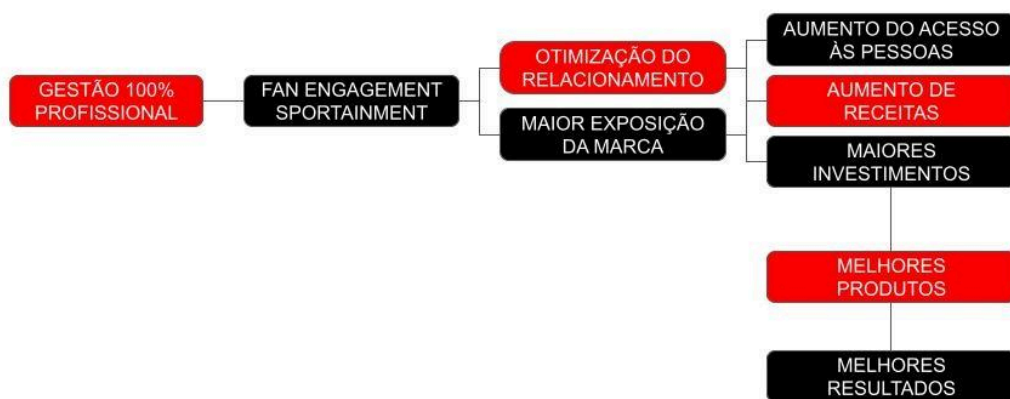 GESTÃO 100%
PROFISSIONAL
FAN ENGAGEMENT
SPORTAINMENT
OTIMIZAÇÃO DO
RELACIONAMENTO
MAIOR EXPOSIÇÃO
DA MARCA
AUMENTO DO ACESSO
ÀS PESSOAS
AUMENTO DE
RECEITAS
MAIORES
INVESTIMENTOS
MELHORES
PRODUTOS
MELHORES
RESULTADOS